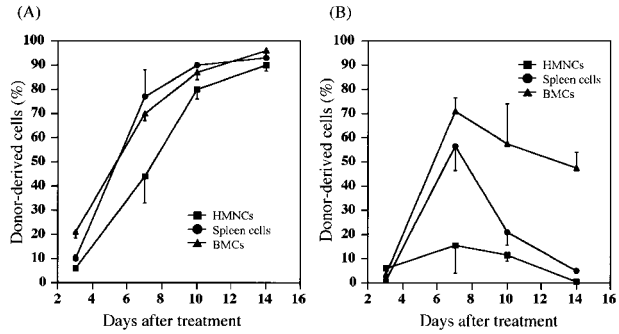 (A)
(B)
100
90
80
70
60
50
40
30
20
10
0
Donor-derived cells (%)
HMNCs
Spleen cells
BMCs
2 4 6 8 10 12 14 16
Days after treatment
100
90
80
70
60
50
40
30
20
10
0
Donor-derived cells (%)
HMNCs
Spleen cells
BMCs
2 4 6 8 10 12 14 16
Days after treatment